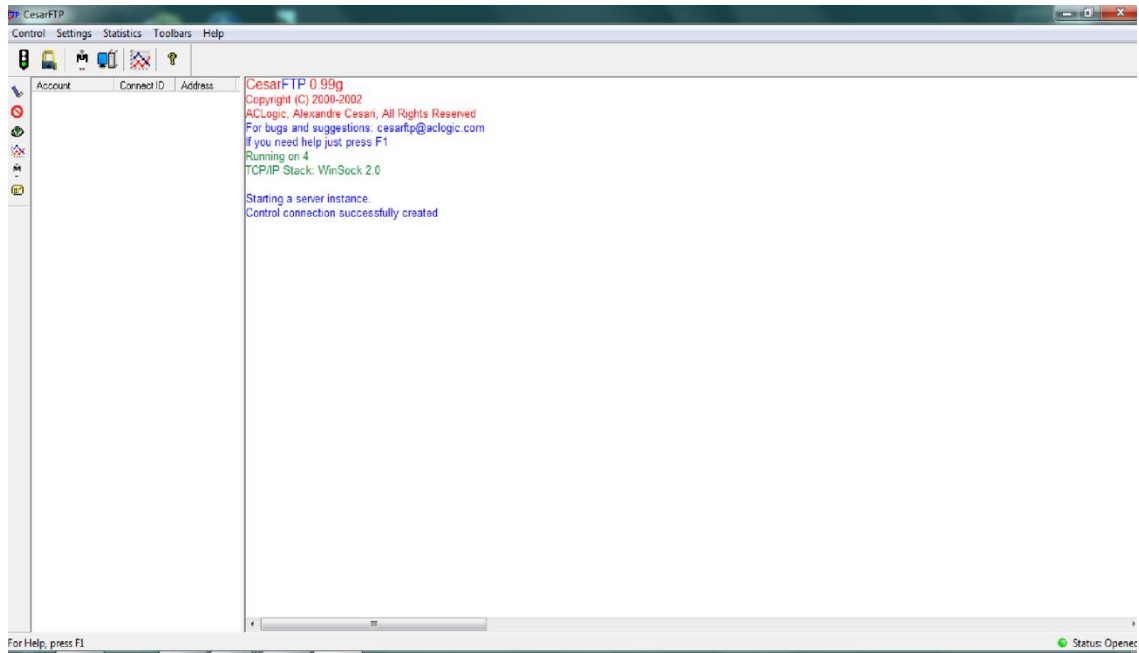 CesarFTP
Control Settings Statistics Toolbars Help
Account Connect ID Address
CesarFTP 0.99g
Copyright (C) 2000-2002
ACLogic, Alexandre Cesari, All Rights Reserved
For bugs and suggestions: cesarftp@aclogic.com
If you need help just press F1
Running on 4
TCP/IP Stack: WinSock 2.0
Starting a server instance.
Control connection successfully created
For Help, press F1
Status: Opened